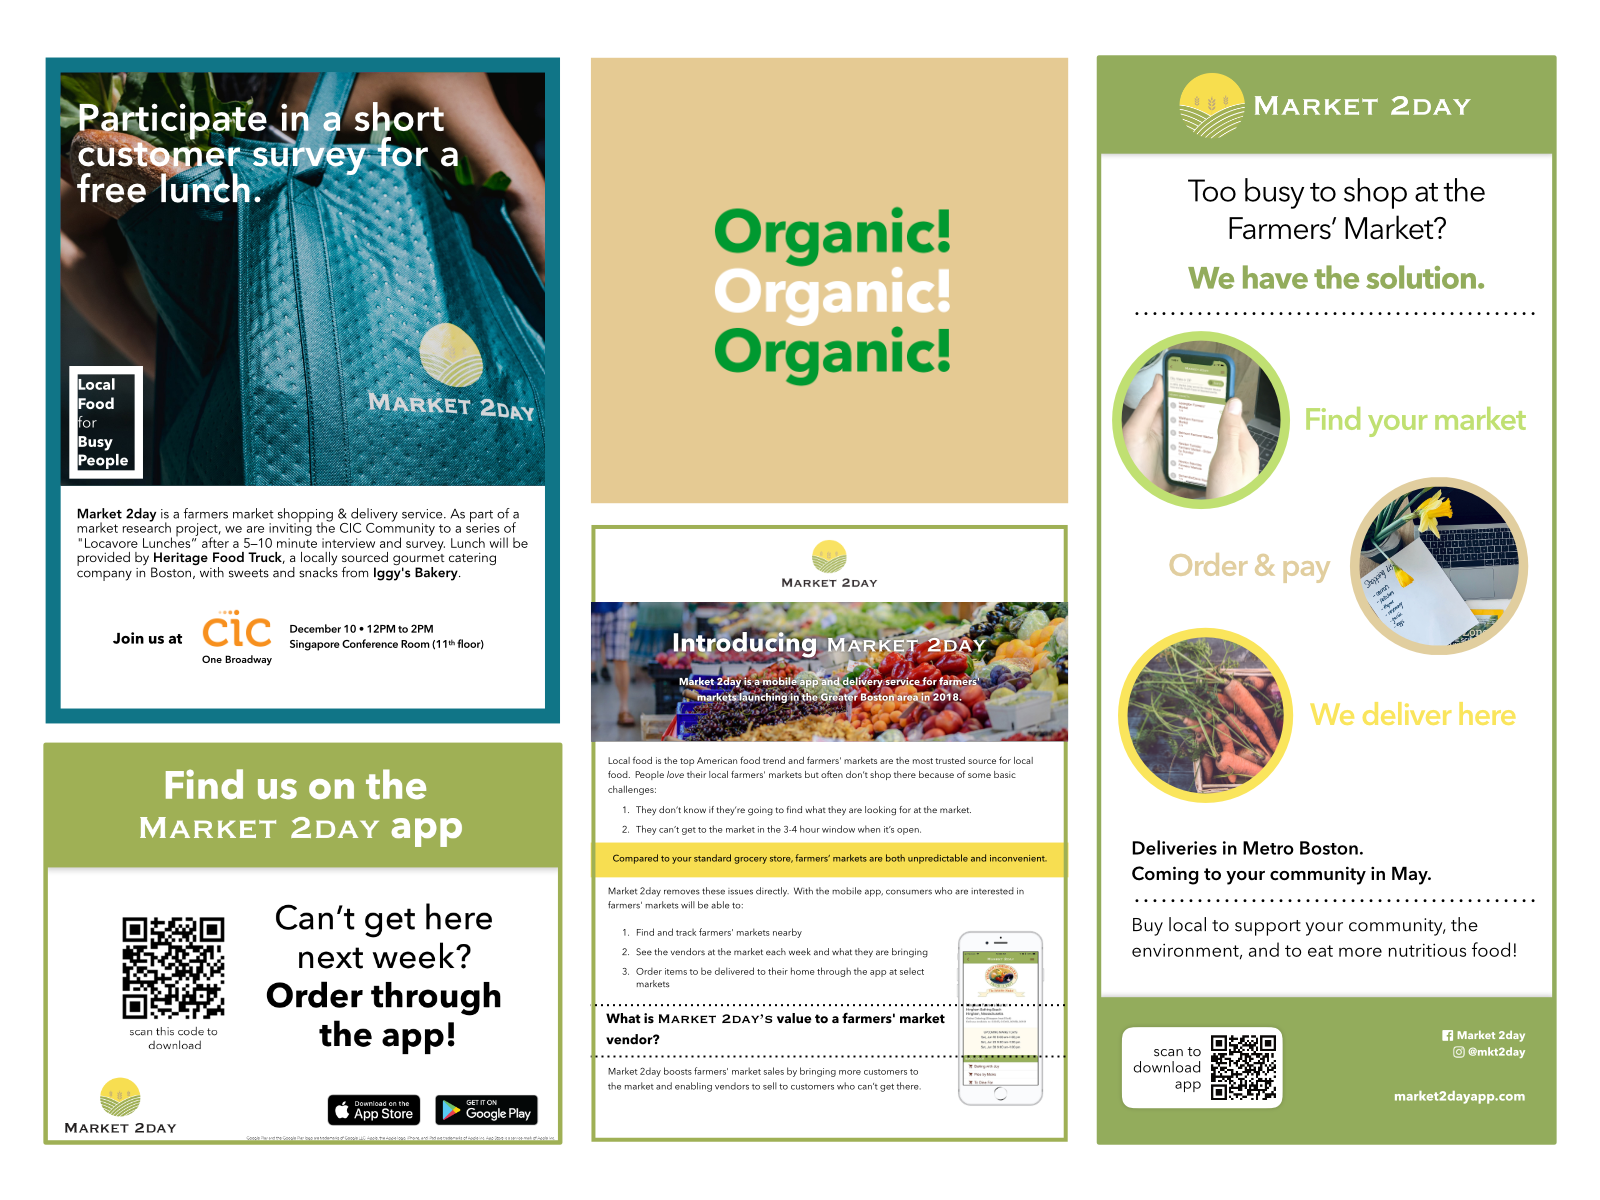 Participate in a short
customer survey for a
free lunch.
Local
Food
for
Busy
People
MARKET 2DAY
Market 2day is a farmers market shopping & delivery service. As part of a
market research project, we are inviting the CIC Community to a series of
"Locavore Lunches” after a 5–10 minute interview and survey. Lunch will be
provided by Heritage Food Truck, a locally sourced gourmet catering
company in Boston, with sweets and snacks from Iggy's Bakery.
Join us at
cic
One Broadway
December 10 • 12PM to 2PM
Singapore Conference Room (11th floor)
Find us on the
MARKET 2DAY app
scan this code to
download
Can’t get here
next week?
Order through
the app!
MARKET 2DAY
Download on the
App Store
GET IT ON
Google Play
Organic!
Organic!
Organic!
MARKET 2DAY
Introducing MARKET 2DAY
Market 2day is a mobile app and delivery service for farmers'
markets launching in the Greater Boston area in 2018.
Local food is the top American food trend and farmers' markets are the most trusted source for local
food. People love their local farmers' markets but often don't shop there because of some basic
challenges:
1. They don't know if they're going to find what they are looking for at the market.
2. They can't get to the market in the 3-4 hour window when it's open.
Compared to your standard grocery store, farmers' markets are both unpredictable and inconvenient.
Market 2day removes these issues directly. With the mobile app, consumers who are interested in
farmers' markets will be able to:
1. Find and track farmers' markets nearby
2. See the vendors at the market each week and what they are bringing
3. Order items to be delivered to their home through the app at select
markets
What is MARKET 2DAY'S value to a farmers' market
vendor?
Market 2day boosts farmers' market sales by bringing more customers to
the market and enabling vendors to sell to customers who can't get there.
MARKET 2DAY
Too busy to shop at the
Farmers’ Market?
We have the solution.
Find your market
Order & pay
We deliver here
Deliveries in Metro Boston.
Coming to your community in May.
Buy local to support your community, the
environment, and to eat more nutritious food!
scan to
download
app
Market 2day
@mkt2day
market2dayapp.com